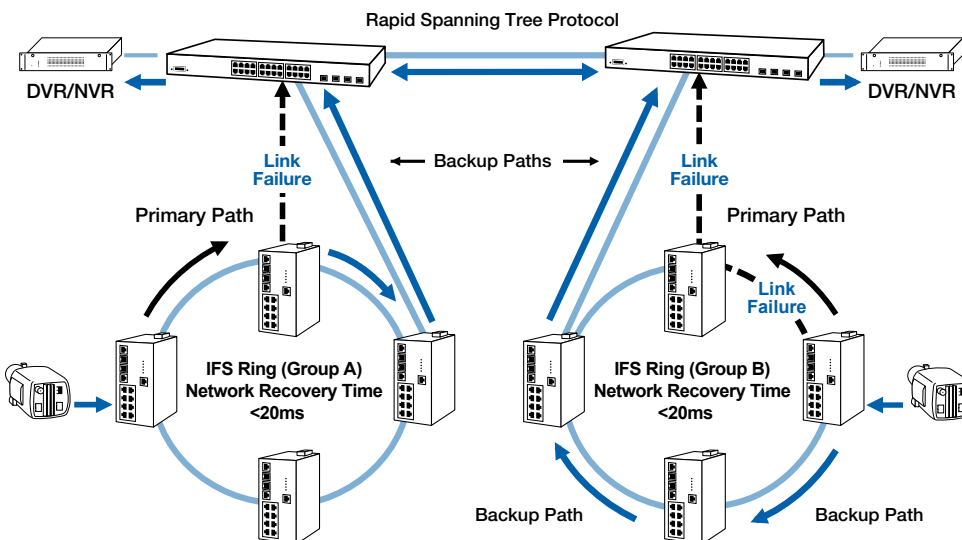 Rapid Spanning Tree Protocol
DVR/NVR
DVR/NVR
Link
Failure
Backup Paths
Link
Failure
Primary Path
Primary Path
Link
Failure
IFS Ring (Group A)
Network Recovery Time
<20ms
IFS Ring (Group B)
Network Recovery Time
<20ms
Backup Path
Backup Path